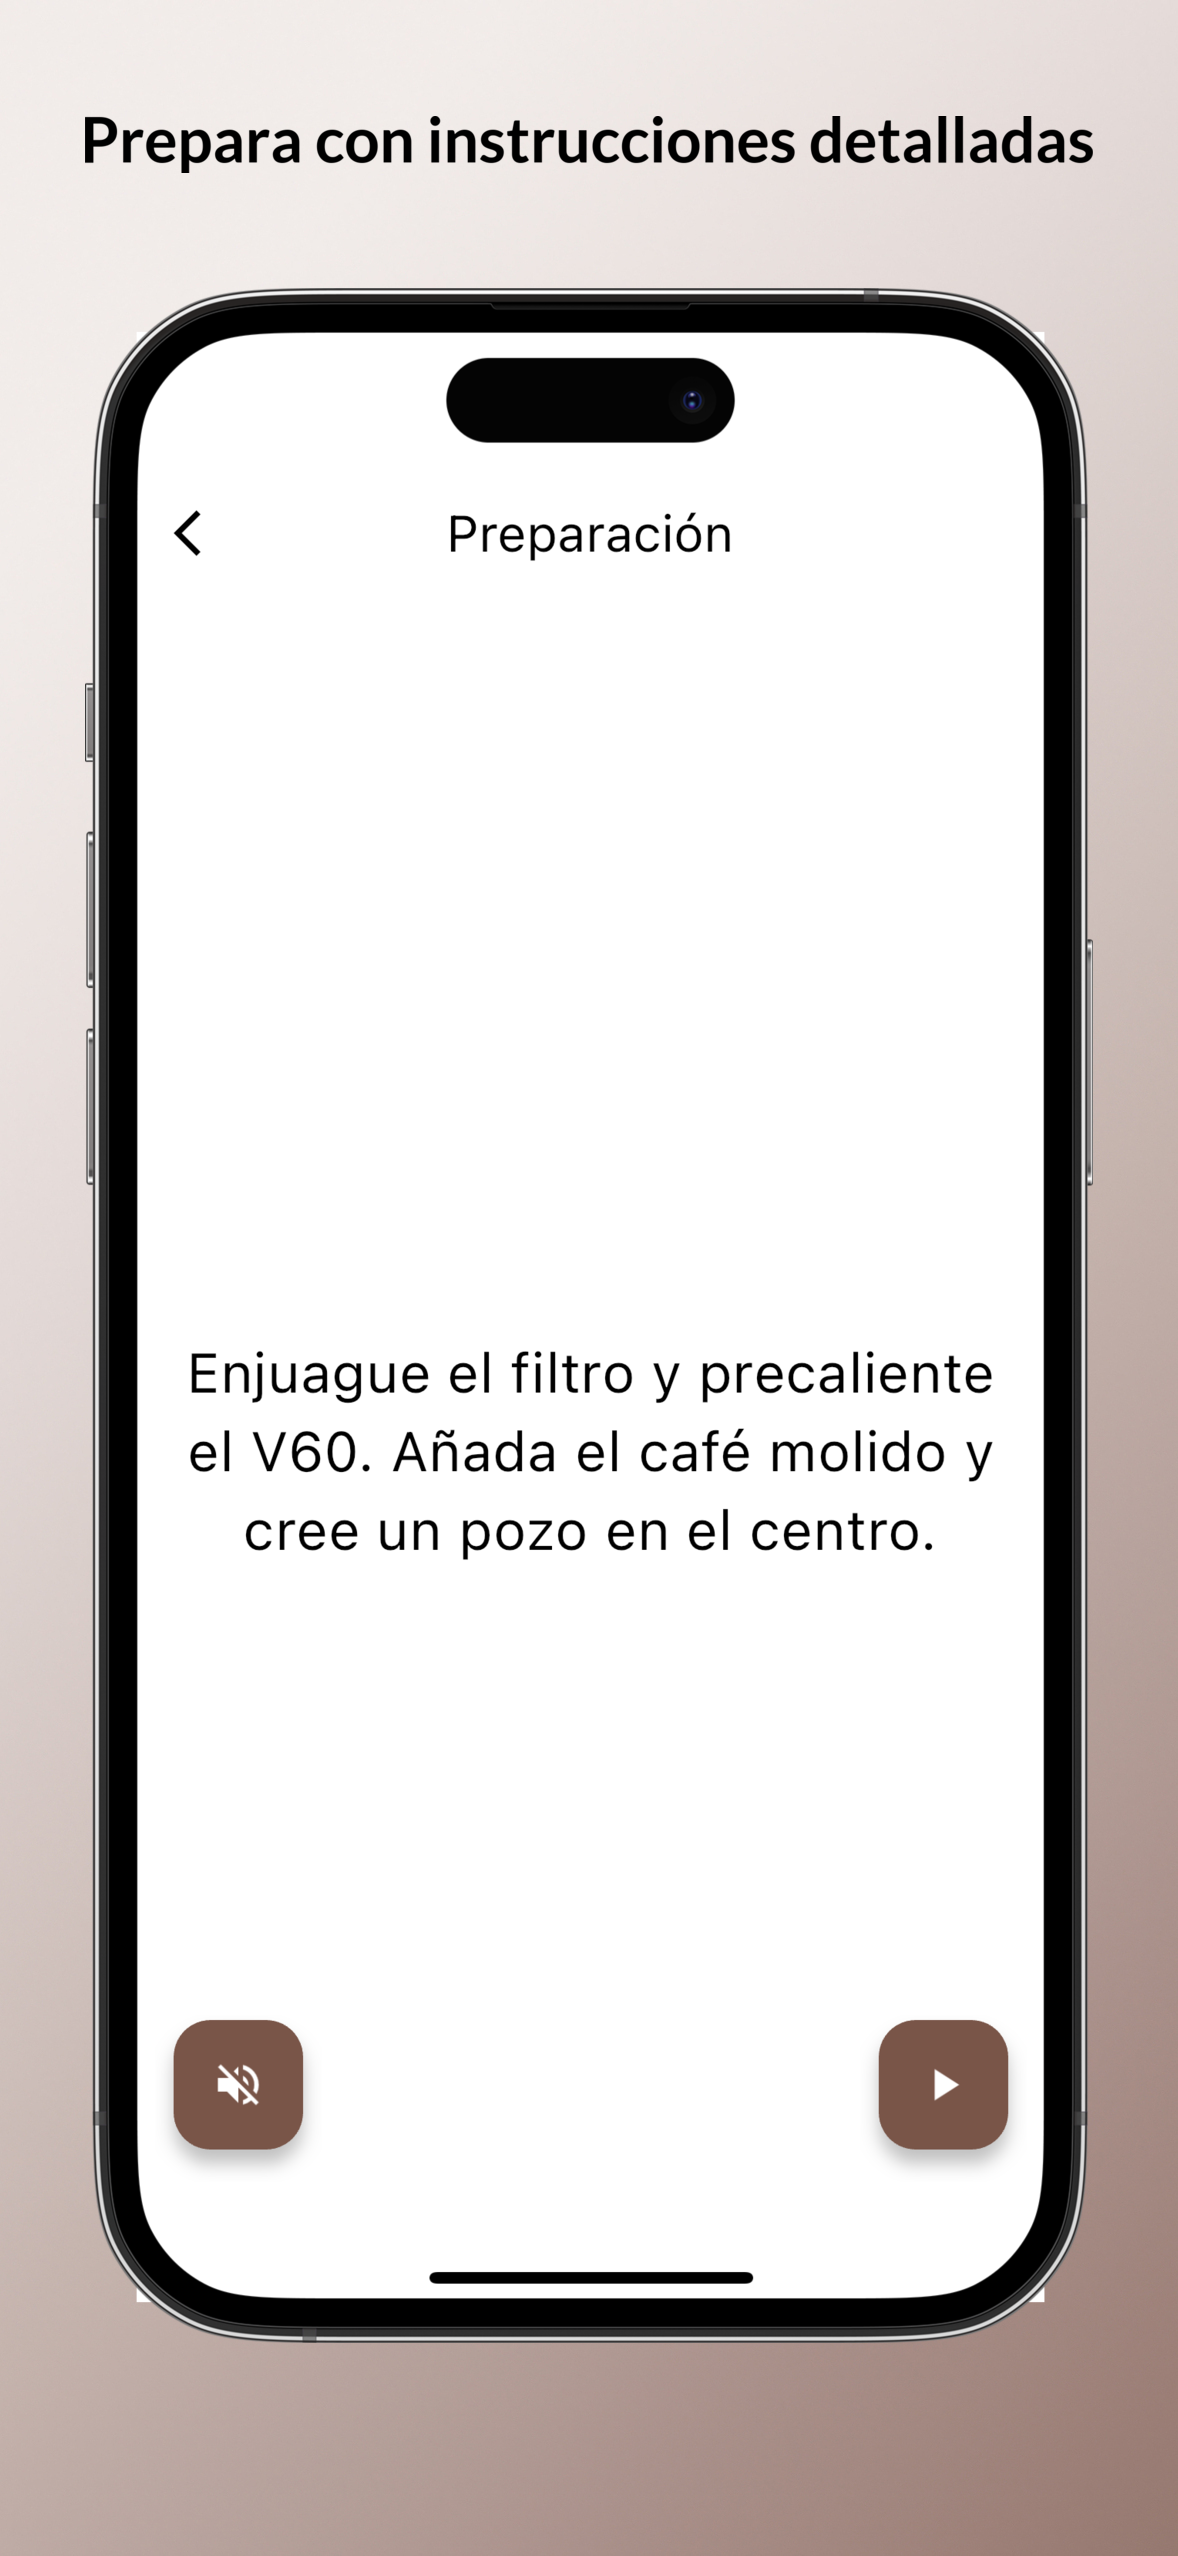 Prepara con instrucciones detalladas
Preparación
Enjuague el filtro y precaliente
el V60. Añada el café molido y
cree un pozo en el centro.